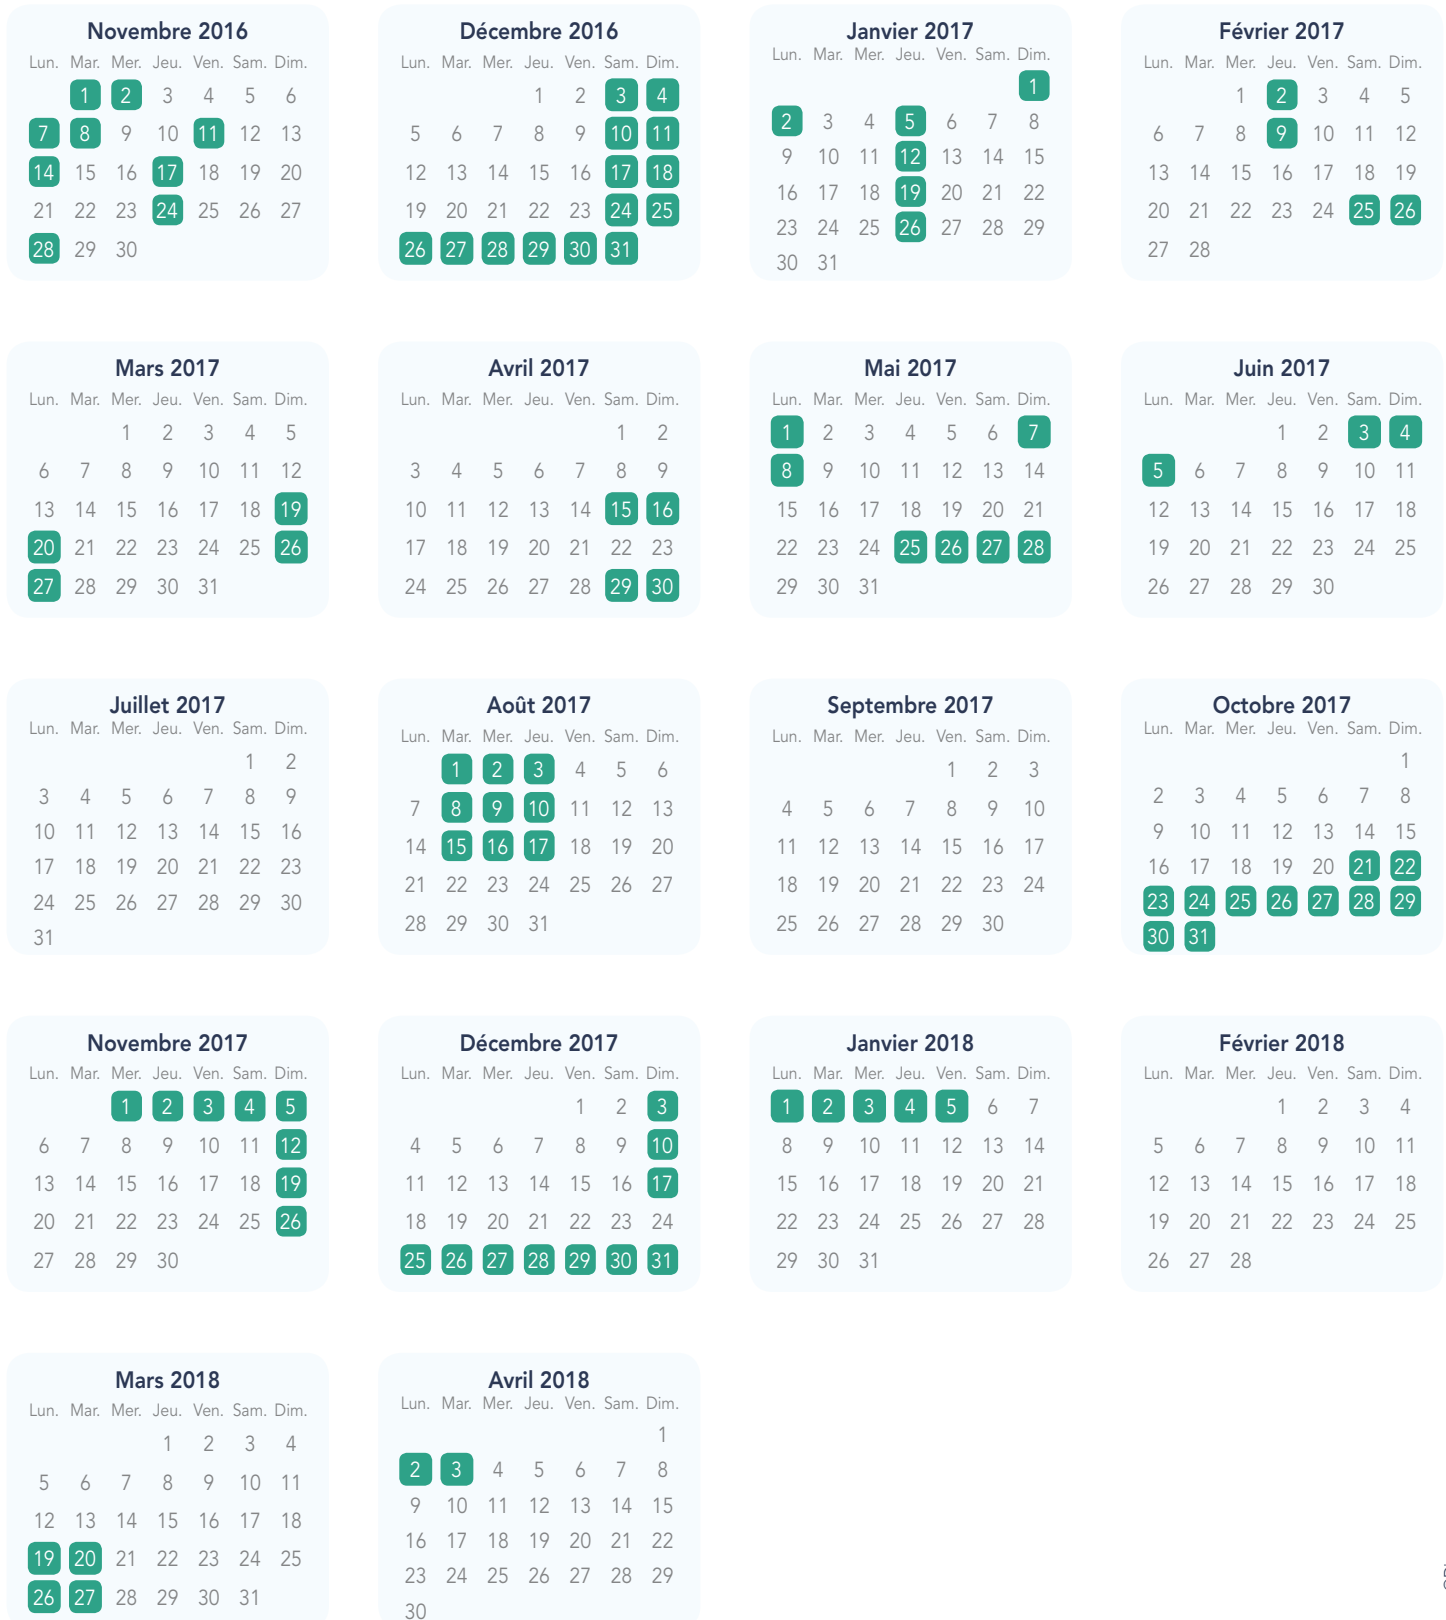 Novembre 2016
Lun. Mar. Mer. Jeu. Ven. Sam. Dim.
1 2 3 4 5 6
7 8 9 10 11 12 13
14 15 16 17 18 19 20
21 22 23 24 25 26 27
28 29 30
Décembre 2016
Lun. Mar. Mer. Jeu. Ven. Sam. Dim.
1 2 3 4
5 6 7 8 9 10 11
12 13 14 15 16 17 18
19 20 21 22 23 24 25
26 27 28 29 30 31
Janvier 2017
Lun. Mar. Mer. Jeu. Ven. Sam. Dim.
1
2 3 4 5 6 7 8
9 10 11 12 13 14 15
16 17 18 19 20 21 22
23 24 25 26 27 28 29
30 31
Février 2017
Lun. Mar. Mer. Jeu. Ven. Sam. Dim.
1 2 3 4 5
6 7 8 9 10 11 12
13 14 15 16 17 18 19
20 21 22 23 24 25 26
27 28
Mars 2017
Lun. Mar. Mer. Jeu. Ven. Sam. Dim.
1 2 3 4 5
6 7 8 9 10 11 12
13 14 15 16 17 18 19
20 21 22 23 24 25 26
27 28 29 30 31
Avril 2017
Lun. Mar. Mer. Jeu. Ven. Sam. Dim.
1 2
3 4 5 6 7 8 9
10 11 12 13 14 15 16
17 18 19 20 21 22 23
24 25 26 27 28 29 30
Mai 2017
Lun. Mar. Mer. Jeu. Ven. Sam. Dim.
1 2 3 4 5 6 7
8 9 10 11 12 13 14
15 16 17 18 19 20 21
22 23 24 25 26 27 28
29 30 31
Juin 2017
Lun. Mar. Mer. Jeu. Ven. Sam. Dim.
1 2 3 4
5 6 7 8 9 10 11
12 13 14 15 16 17 18
19 20 21 22 23 24 25
26 27 28 29 30
Juillet 2017
Lun. Mar. Mer. Jeu. Ven. Sam. Dim.
1 2
3 4 5 6 7 8 9
10 11 12 13 14 15 16
17 18 19 20 21 22 23
24 25 26 27 28 29 30
31
Août 2017
Lun. Mar. Mer. Jeu. Ven. Sam. Dim.
1 2 3 4 5 6
7 8 9 10 11 12 13
14 15 16 17 18 19 20
21 22 23 24 25 26 27
28 29 30 31
Septembre 2017
Lun. Mar. Mer. Jeu. Ven. Sam. Dim.
1 2 3
4 5 6 7 8 9 10
11 12 13 14 15 16 17
18 19 20 21 22 23 24
25 26 27 28 29 30
Octobre 2017
Lun. Mar. Mer. Jeu. Ven. Sam. Dim.
1
2 3 4 5 6 7 8
9 10 11 12 13 14 15
16 17 18 19 20 21 22
23 24 25 26 27 28 29
30 31
Novembre 2017
Lun. Mar. Mer. Jeu. Ven. Sam. Dim.
1 2 3 4 5
6 7 8 9 10 11 12
13 14 15 16 17 18 19
20 21 22 23 24 25 26
27 28 29 30
Décembre 2017
Lun. Mar. Mer. Jeu. Ven. Sam. Dim.
1 2 3
4 5 6 7 8 9 10
11 12 13 14 15 16 17
18 19 20 21 22 23 24
25 26 27 28 29 30 31
Janvier 2018
Lun. Mar. Mer. Jeu. Ven. Sam. Dim.
1 2 3 4 5 6 7
8 9 10 11 12 13 14
15 16 17 18 19 20 21
22 23 24 25 26 27 28
29 30 31
Février 2018
Lun. Mar. Mer. Jeu. Ven. Sam. Dim.
1 2 3 4
5 6 7 8 9 10 11
12 13 14 15 16 17 18
19 20 21 22 23 24 25
26 27 28
Mars 2018
Lun. Mar. Mer. Jeu. Ven. Sam. Dim.
1 2 3 4
5 6 7 8 9 10 11
12 13 14 15 16 17 18
19 20 21 22 23 24 25
26 27 28 29 30 31
Avril 2018
Lun. Mar. Mer. Jeu. Ven. Sam. Dim.
1
2 3 4 5 6 7 8
9 10 11 12 13 14 15
16 17 18 19 20 21 22
23 24 25 26 27 28 29
30